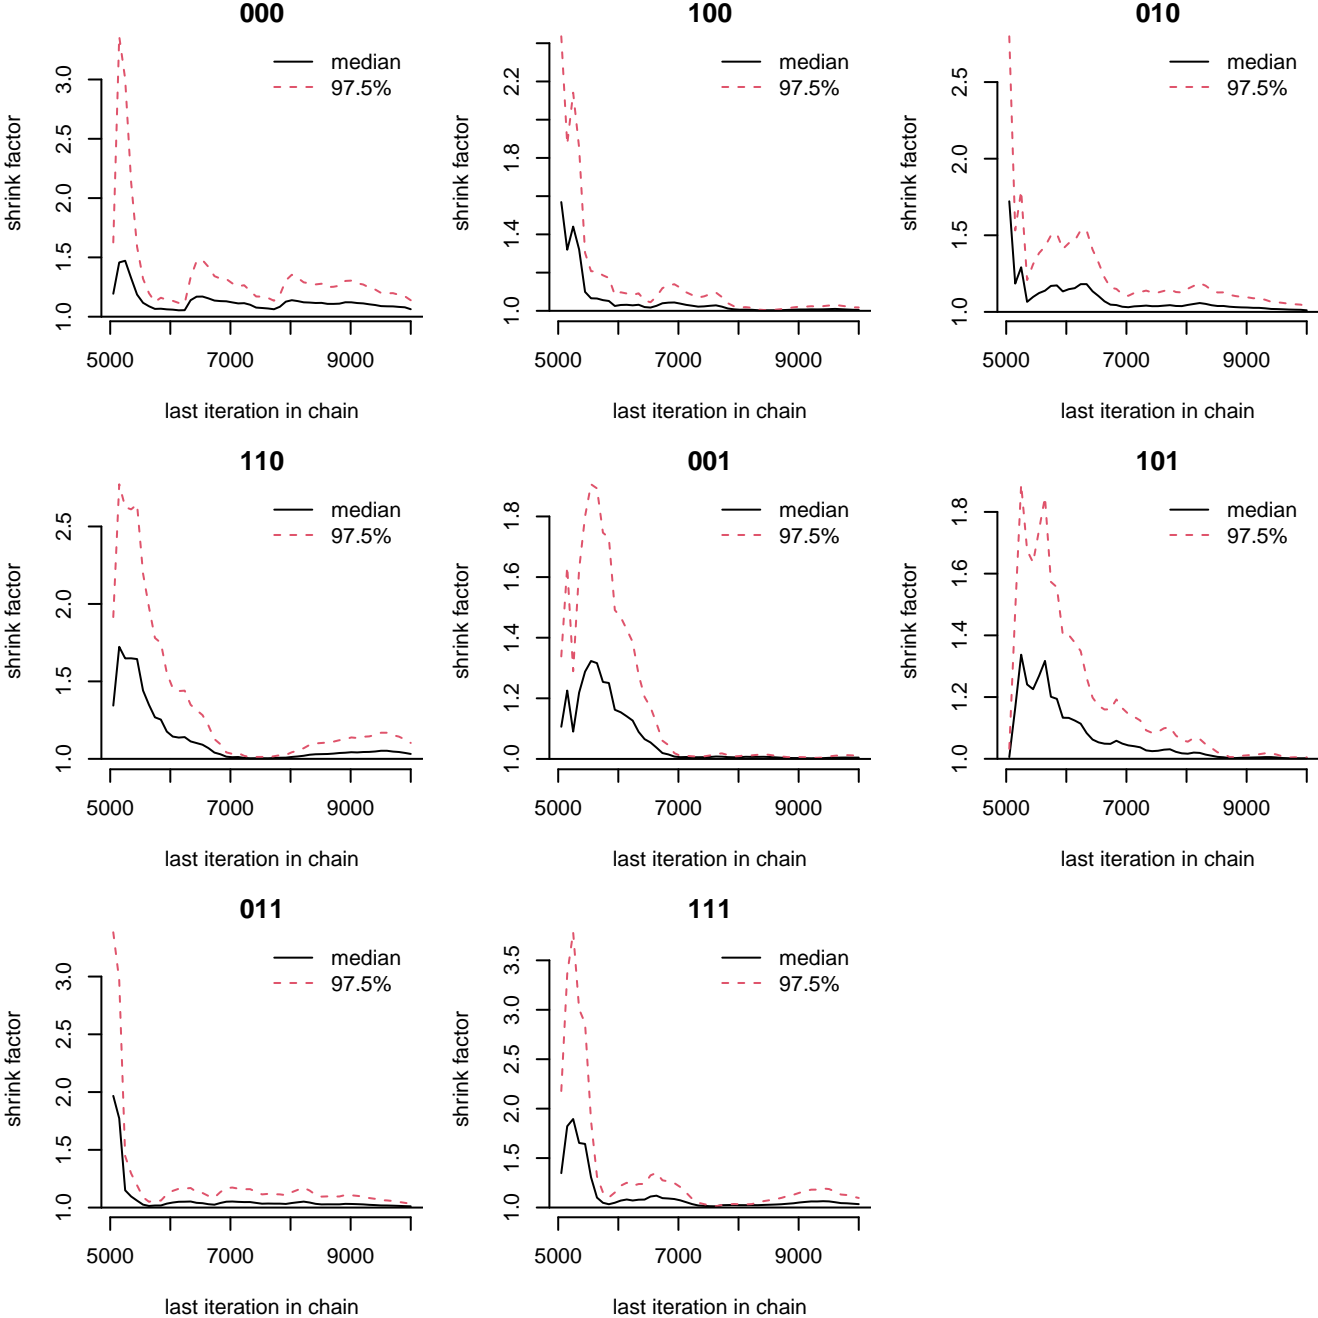 000
median
97.5%
shrink factor
1.0 1.5 2.0 2.5 3.0
5000 7000 9000
last iteration in chain
100
median
97.5%
shrink factor
1.0 1.4 1.8 2.2
5000 7000 9000
last iteration in chain
010
median
97.5%
shrink factor
1.0 1.5 2.0 2.5
5000 7000 9000
last iteration in chain
110
median
97.5%
shrink factor
1.0 1.5 2.0 2.5
5000 7000 9000
last iteration in chain
001
median
97.5%
shrink factor
1.0 1.2 1.4 1.6 1.8
5000 7000 9000
last iteration in chain
101
median
97.5%
shrink factor
1.0 1.2 1.4 1.6 1.8
5000 7000 9000
last iteration in chain
011
median
97.5%
shrink factor
1.0 1.5 2.0 2.5 3.0
5000 7000 9000
last iteration in chain
111
median
97.5%
shrink factor
1.0 1.5 2.0 2.5 3.0 3.5
5000 7000 9000
last iteration in chain